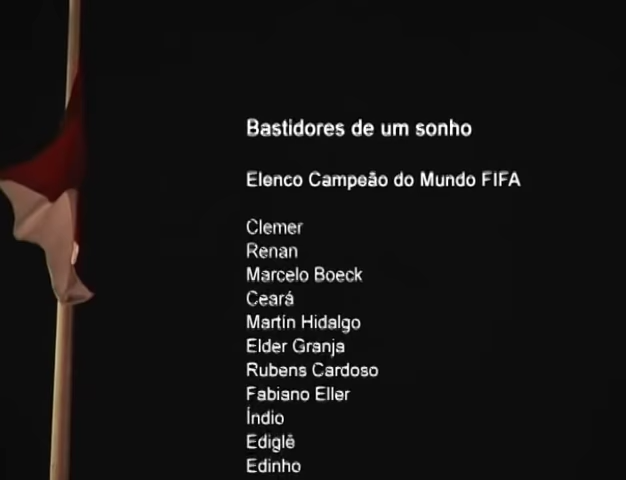 Bastidores de um sonho
Elenco Campeão do Mundo FIFA
Clemer
Renan
Marcelo Boeck
Ceará
Martín Hidalgo
Elder Granja
Rubens Cardoso
Fabiano Eller
Índio
Ediglê
Edinho